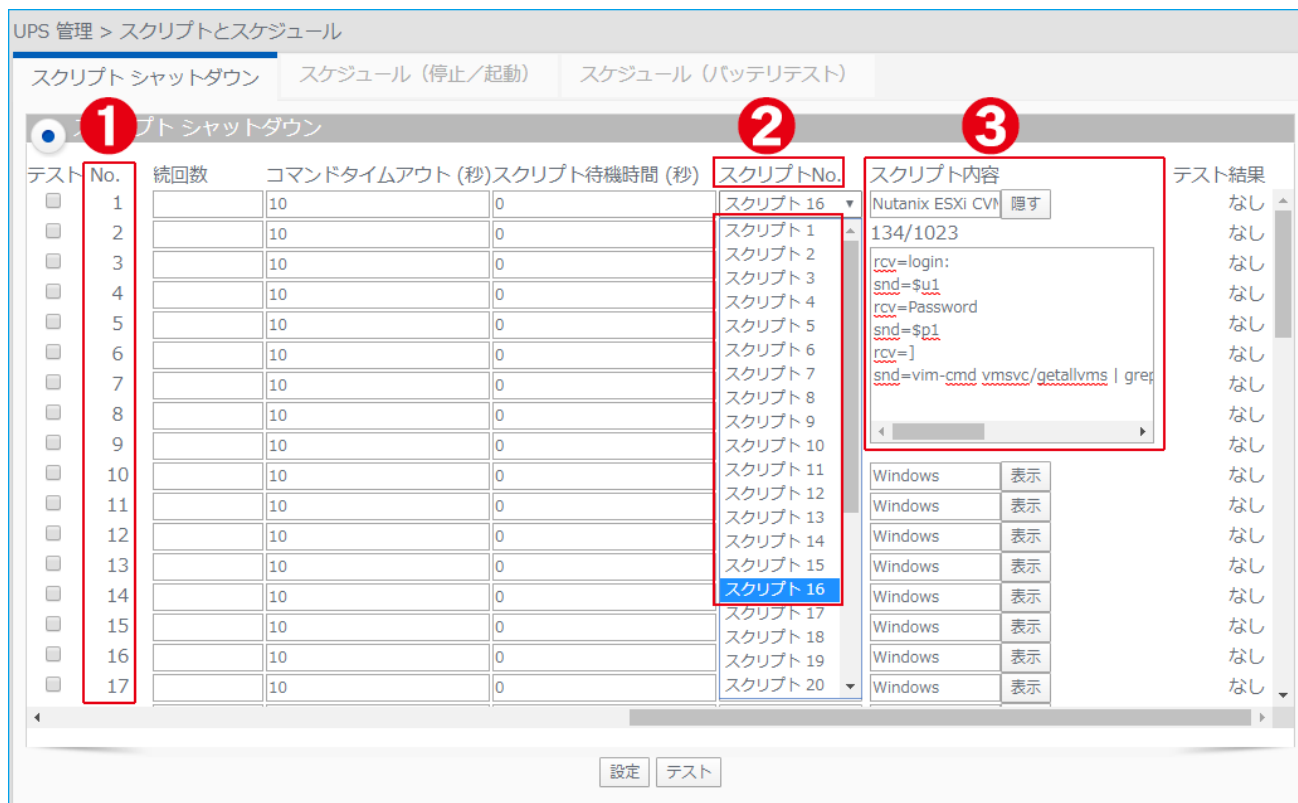 UPS 管理 > スクリプトとスケジュール
スクリプト シャットダウン スケジュール（停止／起動） スケジュール（バッテリテスト）
1 プト シャットダウン 2 3
テスト No. 続回数 コマンドタイムアウト (秒) スクリプト待機時間 (秒) スクリプトNo. スクリプト内容 テスト結果
1 10 0 スクリプト 16 Nutanix ESXi 隠す なし
2 10 0 スクリプト 1 134/1023 なし
スクリプト 2
3 10 0 スクリプト 3 rcv=login: なし
4 10 0 スクリプト 4 snd=$u1 なし
rcv=Password
5 10 0 スクリプト 5 snd=$p1 なし
6 10 0 スクリプト 6 rcv=] なし
7 10 0 スクリプト 7 snd=vim-cmd vmsvc/getallvms | grep なし
8 10 0 スクリプト 8 なし
スクリプト 9
9 10 0 スクリプト 10 なし
10 10 0 スクリプト 11 Windows 表示 なし
11 10 0 スクリプト 12 Windows 表示 なし
スクリプト 13
12 10 0 スクリプト 14 Windows 表示 なし
13 10 0 スクリプト 15 Windows 表示 なし
14 10 0 スクリプト 16 Windows 表示 なし
スクリプト 17
15 10 0 スクリプト 18 Windows 表示 なし
16 10 0 スクリプト 19 Windows 表示 なし
17 10 0 スクリプト 20 Windows 表示 なし
設定 テスト